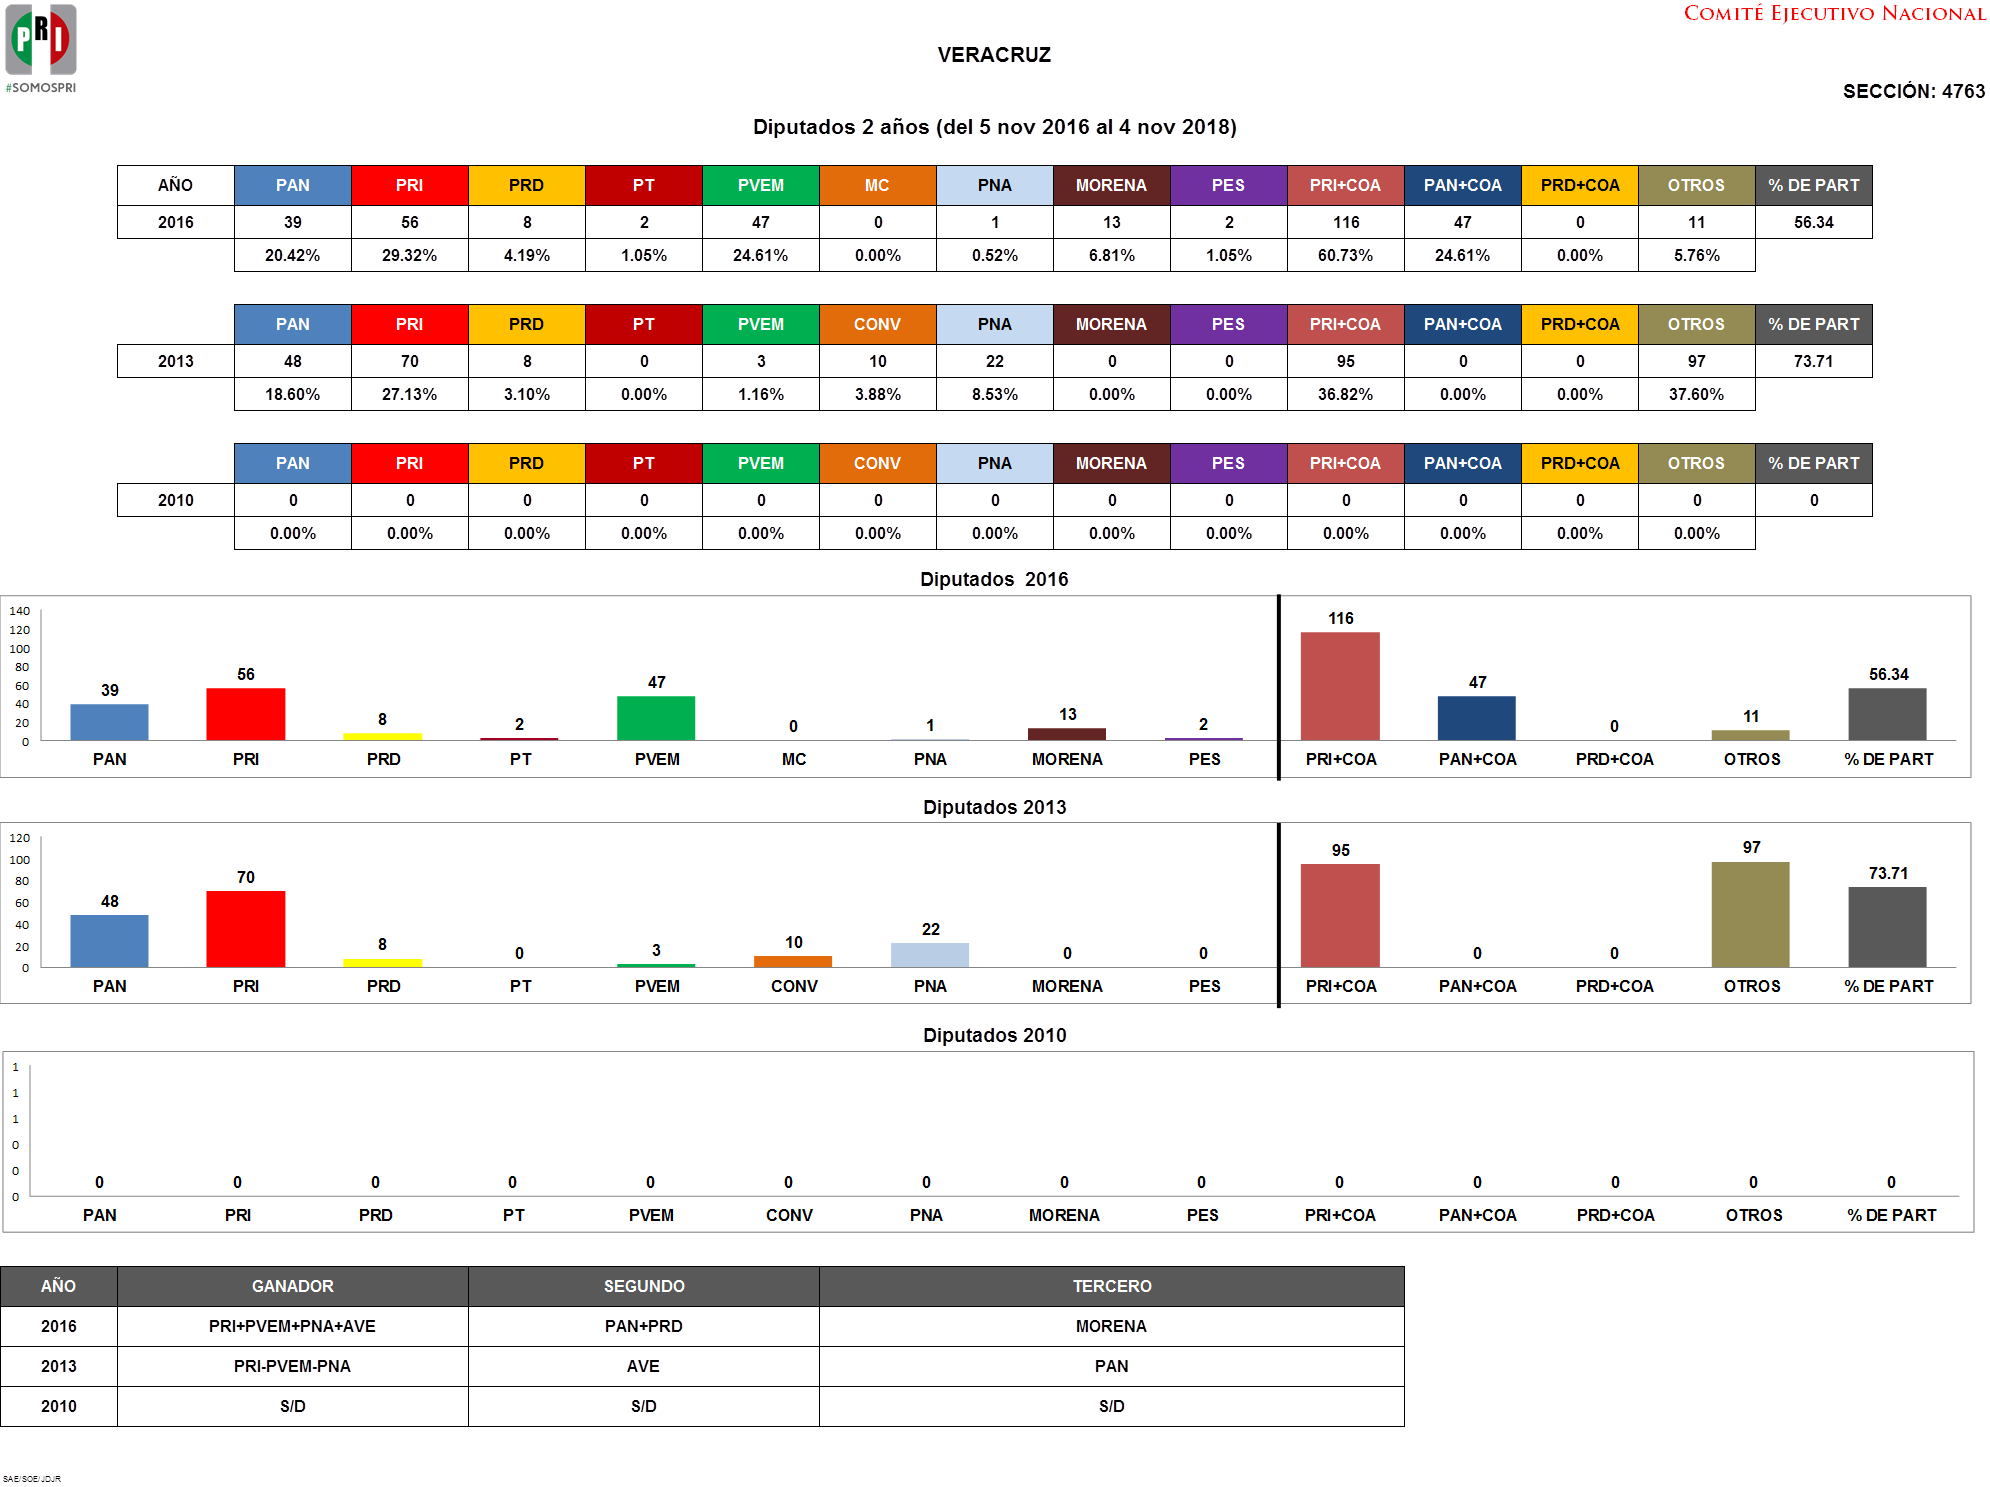 PRI
#SOMOSPRI
COMITÉ EJECUTIVO NACIONAL
VERACRUZ
SECCIÓN: 4763
Diputados 2 años (del 5 nov 2016 al 4 nov 2018)
AÑO PAN PRI PRD PT PVEM MC PNA MORENA PES PRI+COA PAN+COA PRD+COA OTROS % DE PART
2016 39 56 8 2 47 0 1 13 2 116 47 0 11 56.34
20.42% 29.32% 4.19% 1.05% 24.61% 0.00% 0.52% 6.81% 1.05% 60.73% 24.61% 0.00% 5.76%
PAN PRI PRD PT PVEM CONV PNA MORENA PES PRI+COA PAN+COA PRD+COA OTROS % DE PART
2013 48 70 8 0 3 10 22 0 0 95 0 0 97 73.71
18.60% 27.13% 3.10% 0.00% 1.16% 3.88% 8.53% 0.00% 0.00% 36.82% 0.00% 0.00% 37.60%
PAN PRI PRD PT PVEM CONV PNA MORENA PES PRI+COA PAN+COA PRD+COA OTROS % DE PART
2010 0 0 0 0 0 0 0 0 0 0 0 0 0 0
0.00% 0.00% 0.00% 0.00% 0.00% 0.00% 0.00% 0.00% 0.00% 0.00% 0.00% 0.00% 0.00%
Diputados 2016
140
120
100
80
60
40
20
0
39 56 8 2 47 0 1 13 2 116 47 0 11 56.34
PAN PRI PRD PT PVEM MC PNA MORENA PES PRI+COA PAN+COA PRD+COA OTROS % DE PART
Diputados 2013
120
100
80
60
40
20
0
48 70 8 0 3 10 22 0 0 95 0 0 97 73.71
PAN PRI PRD PT PVEM CONV PNA MORENA PES PRI+COA PAN+COA PRD+COA OTROS % DE PART
Diputados 2010
1
1
1
0
0
0
0 0 0 0 0 0 0 0 0 0 0 0 0 0
PAN PRI PRD PT PVEM CONV PNA MORENA PES PRI+COA PAN+COA PRD+COA OTROS % DE PART
AÑO GANADOR SEGUNDO TERCERO
2016 PRI+PVEM+PNA+AVE PAN+PRD MORENA
2013 PRI-PVEM-PNA AVE PAN
2010 S/D S/D S/D
SAE/SOE/JDJR